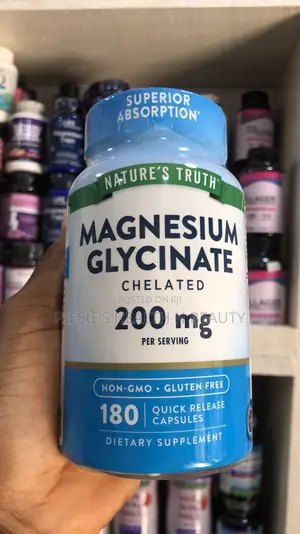 SUPERIOR
ABSORPTION*
NATURE'S TRUTH
MAGNESIUM
GLYCINATE
CHELATED
POSTED ON JIJI
200 mg
PER SERVING
NON-GMO • GLUTEN FREE
180 QUICK RELEASE
CAPSULES
DIETARY SUPPLEMENT